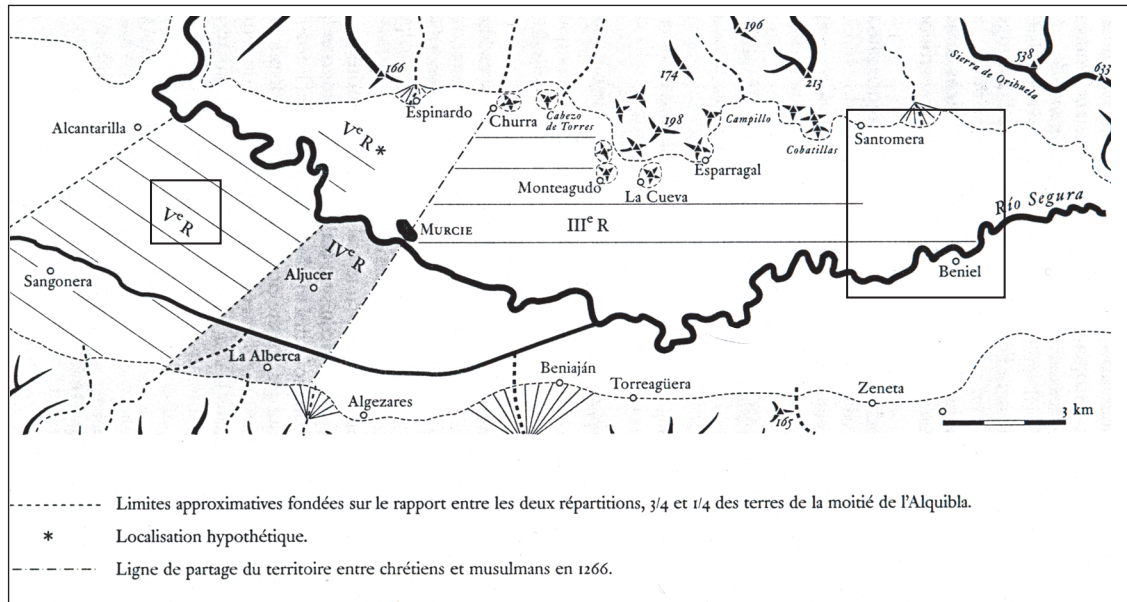 166
196
174
213
538
633
Sierra de Orihuela
Espinardo
Churra
Cabezo
de Torres
198
Campillo
Cobatillas
Santomera
Alcantarilla
Vᵉ R *
Esparragal
Monteagudo
La Cueva
Río Segura
Vᵉ R
IVᵉ R
MURCIE
IIIᵉ R
Beniel
Sangonera
Aljucer
La Alberca
Beniaján
Algezares
Torreagüera
Zeneta
165
3 km
Limites approximatives fondées sur le rapport entre les deux répartitions, 3/4 et 1/4 des terres de la moitié de l'Alquibla.
* Localisation hypothétique.
Ligne de partage du territoire entre chrétiens et musulmans en 1266.